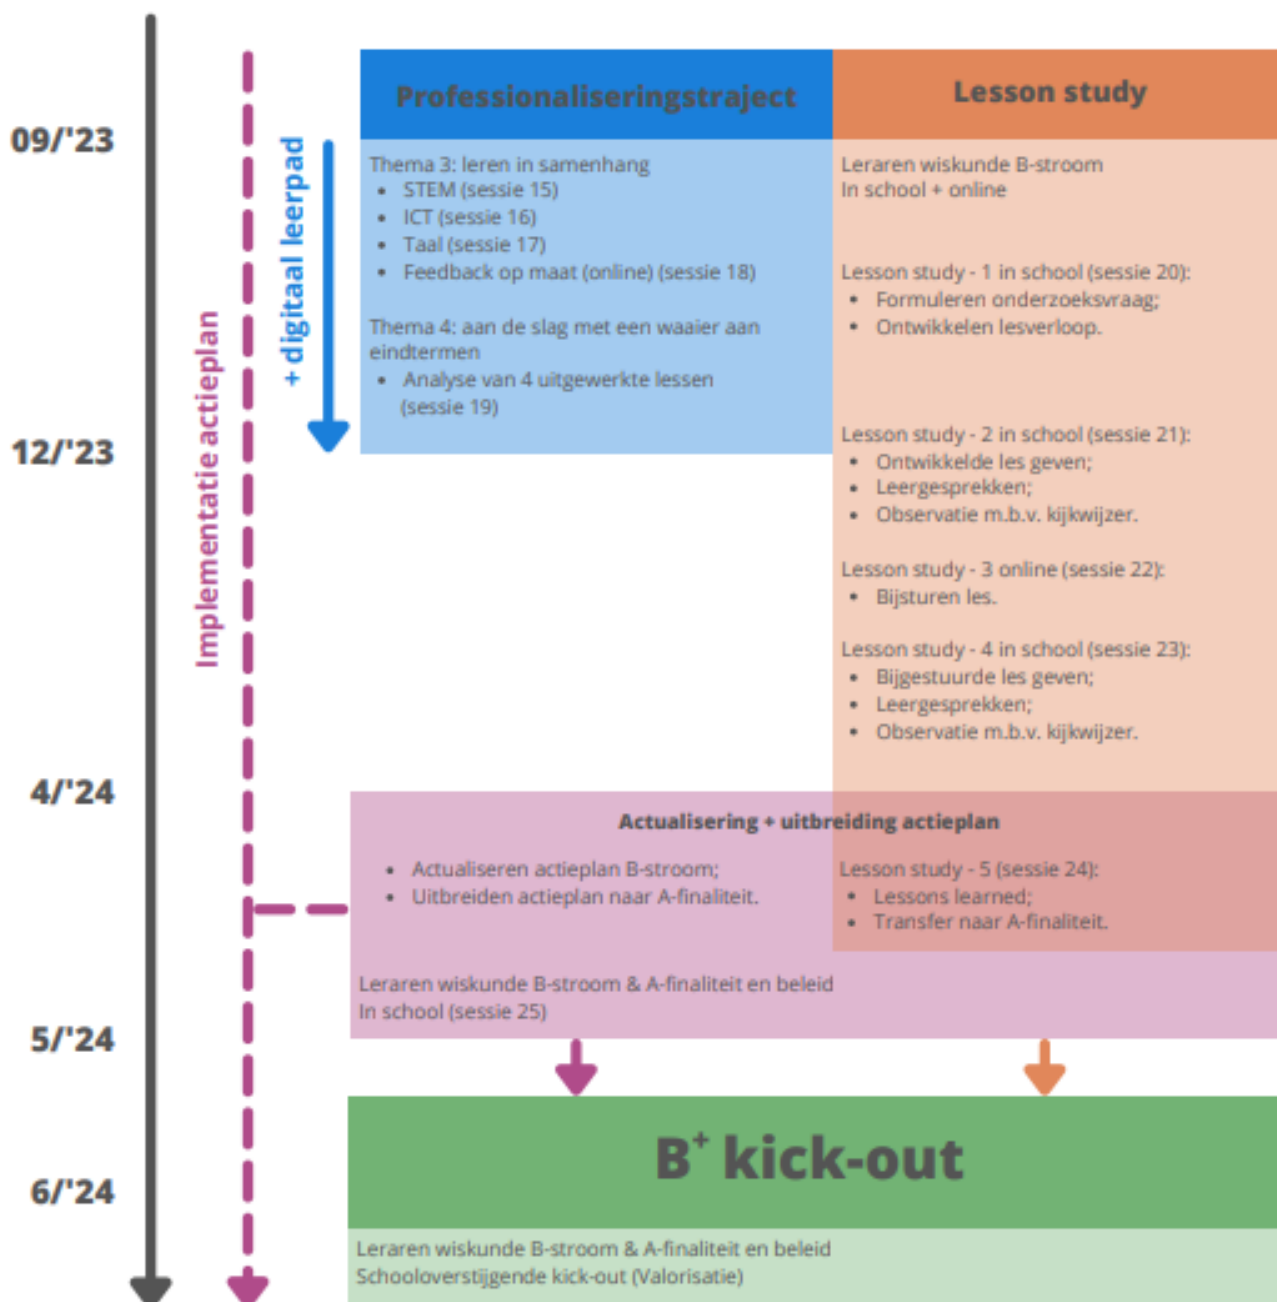 09/'23
12/'23
4/'24
5/'24
6/'24
Implementatie actieplan
+ digitaal leerpad
Professionaliseringstraject
Thema 3: leren in samenhang
• STEM (sessie 15)
• ICT (sessie 16)
• Taal (sessie 17)
• Feedback op maat (online) (sessie 18)
Thema 4: aan de slag met een waaier aan
eindtermen
• Analyse van 4 uitgewerkte lessen
(sessie 19)
Lesson study
Leraren wiskunde B-stroom
In school + online
Lesson study - 1 in school (sessie 20):
• Formuleren onderzoeksvraag;
• Ontwikkelen lesverloop.
Lesson study - 2 in school (sessie 21):
• Ontwikkelde les geven;
• Leergesprekken;
• Observatie m.b.v. kijkwijzer.
Lesson study - 3 online (sessie 22):
• Bijsturen les.
Lesson study - 4 in school (sessie 23):
• Bijgestuurde les geven;
• Leergesprekken;
• Observatie m.b.v. kijkwijzer.
Actualisering + uitbreiding actieplan
• Actualiseren actieplan B-stroom;
• Uitbreiden actieplan naar A-finaliteit.
Lesson study - 5 (sessie 24):
• Lessons learned;
• Transfer naar A-finaliteit.
Leraren wiskunde B-stroom & A-finaliteit en beleid
In school (sessie 25)
B⁺ kick-out
Leraren wiskunde B-stroom & A-finaliteit en beleid
Schooloverstijgende kick-out (Valorisatie)